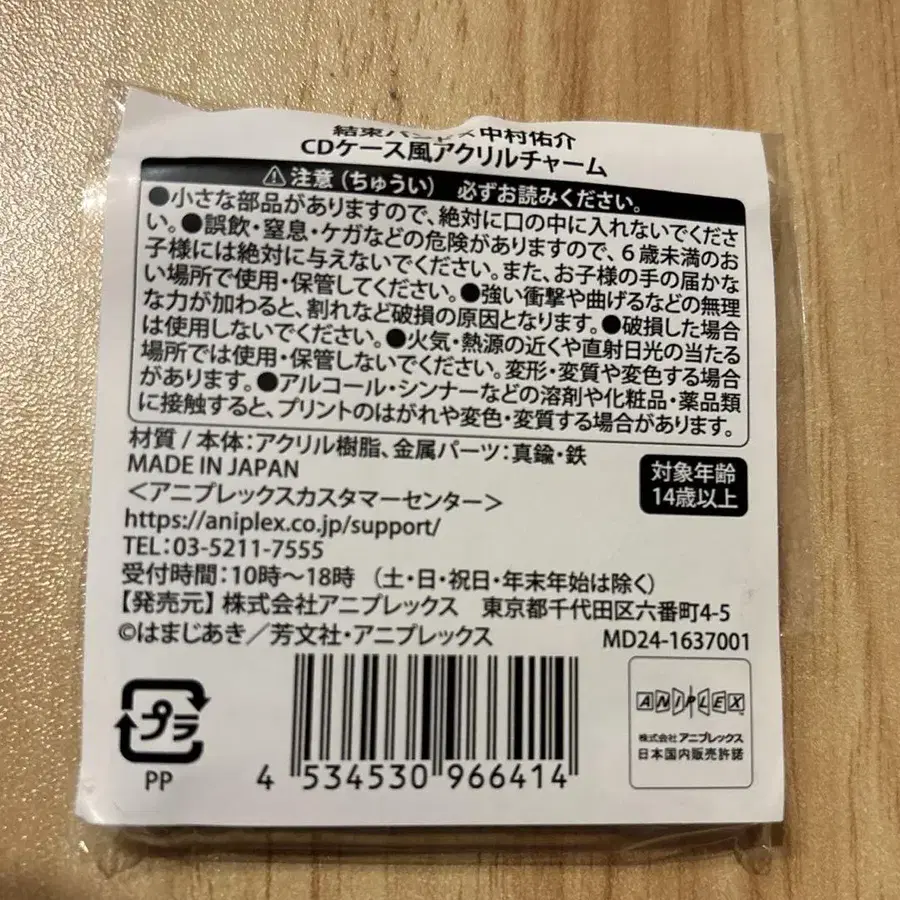 結束バンド×中村佑介
CDケース風アクリルチャーム
注意（ちゅうい） 必ずお読みください。
●小さな部品がありますので、絶対に口の中に入れないでくださ
い。●誤飲・窒息・ケガなどの危険がありますので、6歳未満のお
子様には絶対に与えないでください。また、お子様の手の届かな
い場所で使用・保管してください。●強い衝撃や曲げるなどの無理
な力が加わると、割れなど破損の原因となります。●破損した場合
は使用しないでください。●火気・熱源の近くや直射日光の当たる
場所では使用・保管しないでください。変形・変質や変色する場合
があります。●アルコール・シンナーなどの溶剤や化粧品・薬品類
に接触すると、プリントのはがれや変色・変質する場合があります。
材質 / 本体：アクリル樹脂、金属パーツ：真鍮・鉄
MADE IN JAPAN
対象年齢
14歳以上
＜アニプレックスカスタマーセンター＞
https://aniplex.co.jp/support/
TEL：03-5211-7555
受付時間：10時～18時 （土・日・祝日・年末年始は除く）
【発売元】株式会社アニプレックス 東京都千代田区六番町4-5
©はまじあき／芳文社・アニプレックス MD24-1637001
プラ
PP
4 534530 966414
ANIPLEX
株式会社 アニプレックス
日本国内販売許諾